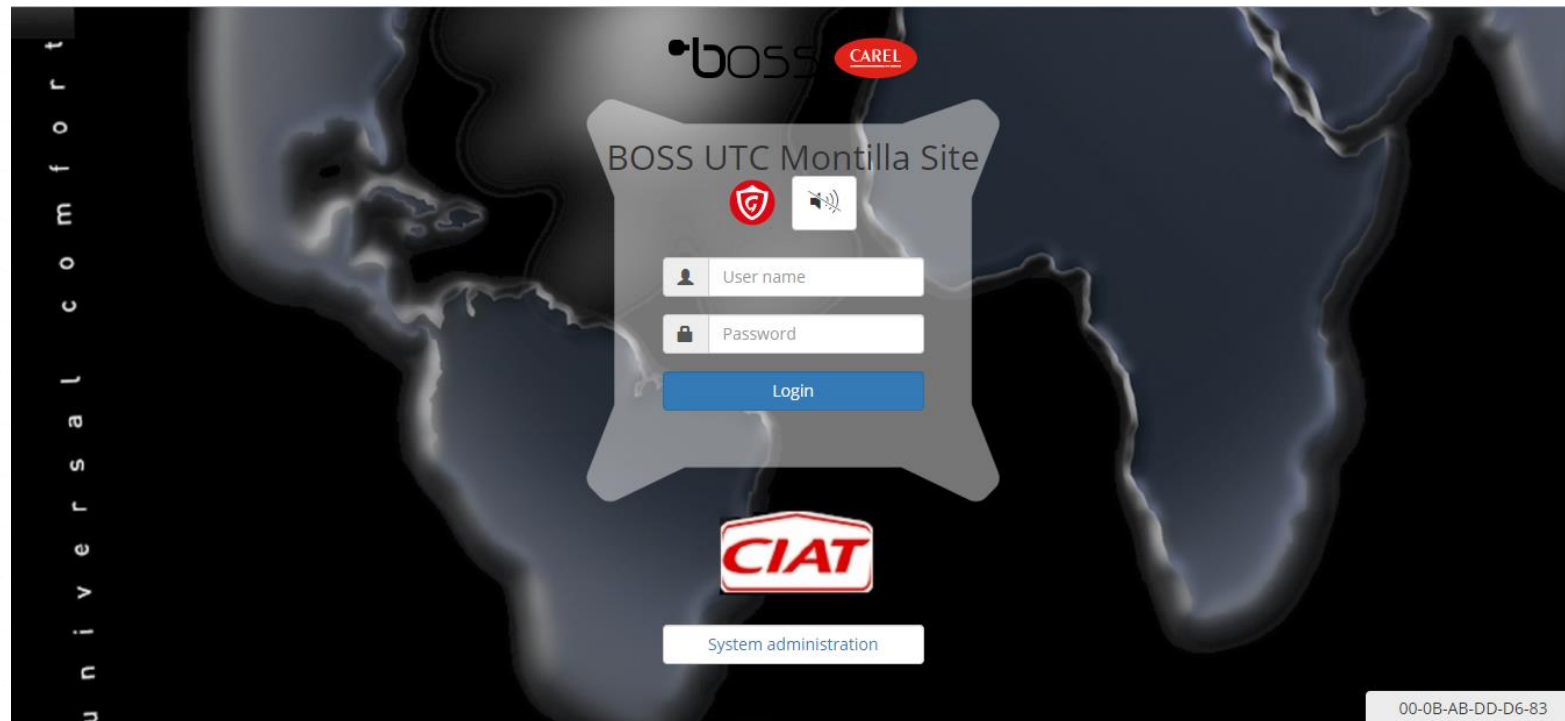 boss CAREL
BOSS UTC Montilla Site
User name
Password
Login
CIAT
System administration
universal comfort
00-0B-AB-DD-D6-83